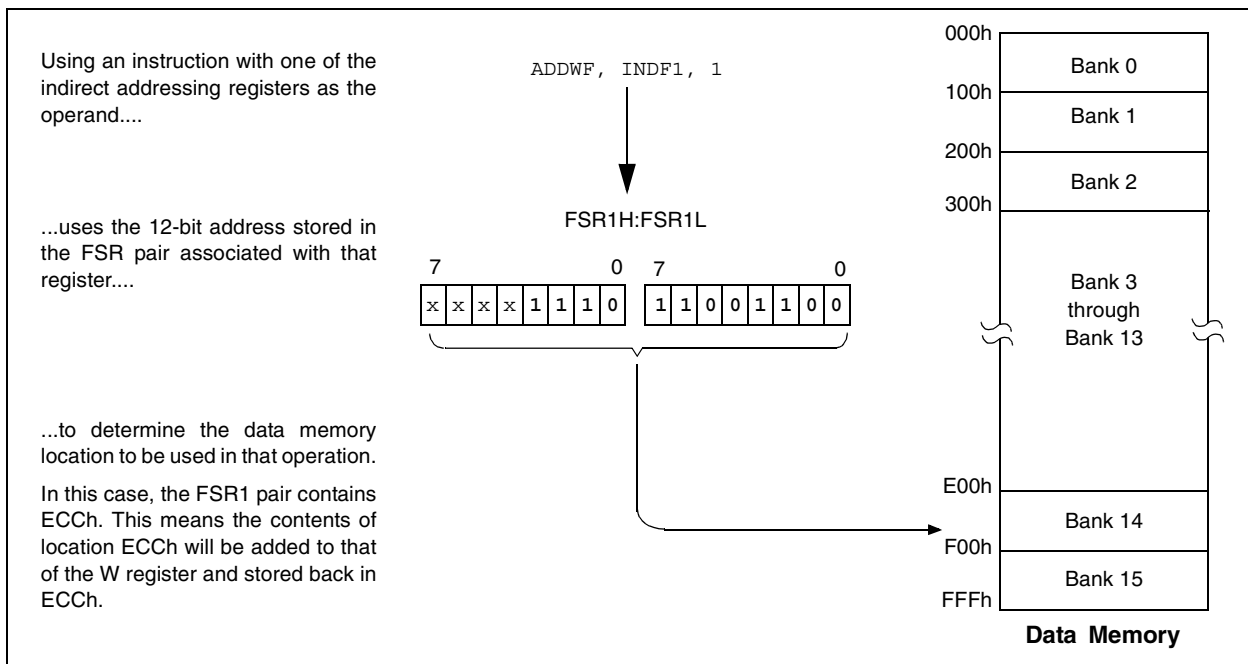 Using an instruction with one of the
indirect addressing registers as the
operand....
ADDWF, INDF1, 1
...uses the 12-bit address stored in
the FSR pair associated with that
register....
FSR1H:FSR1L
7 0 7 0
x x x x 1 1 1 0 1 1 0 0 1 1 0 0
...to determine the data memory
location to be used in that operation.
In this case, the FSR1 pair contains
ECCh. This means the contents of
location ECCh will be added to that
of the W register and stored back in
ECCh.
000h
Bank 0
100h
Bank 1
200h
Bank 2
300h
Bank 3
through
Bank 13
E00h
Bank 14
F00h
Bank 15
FFFh
Data Memory